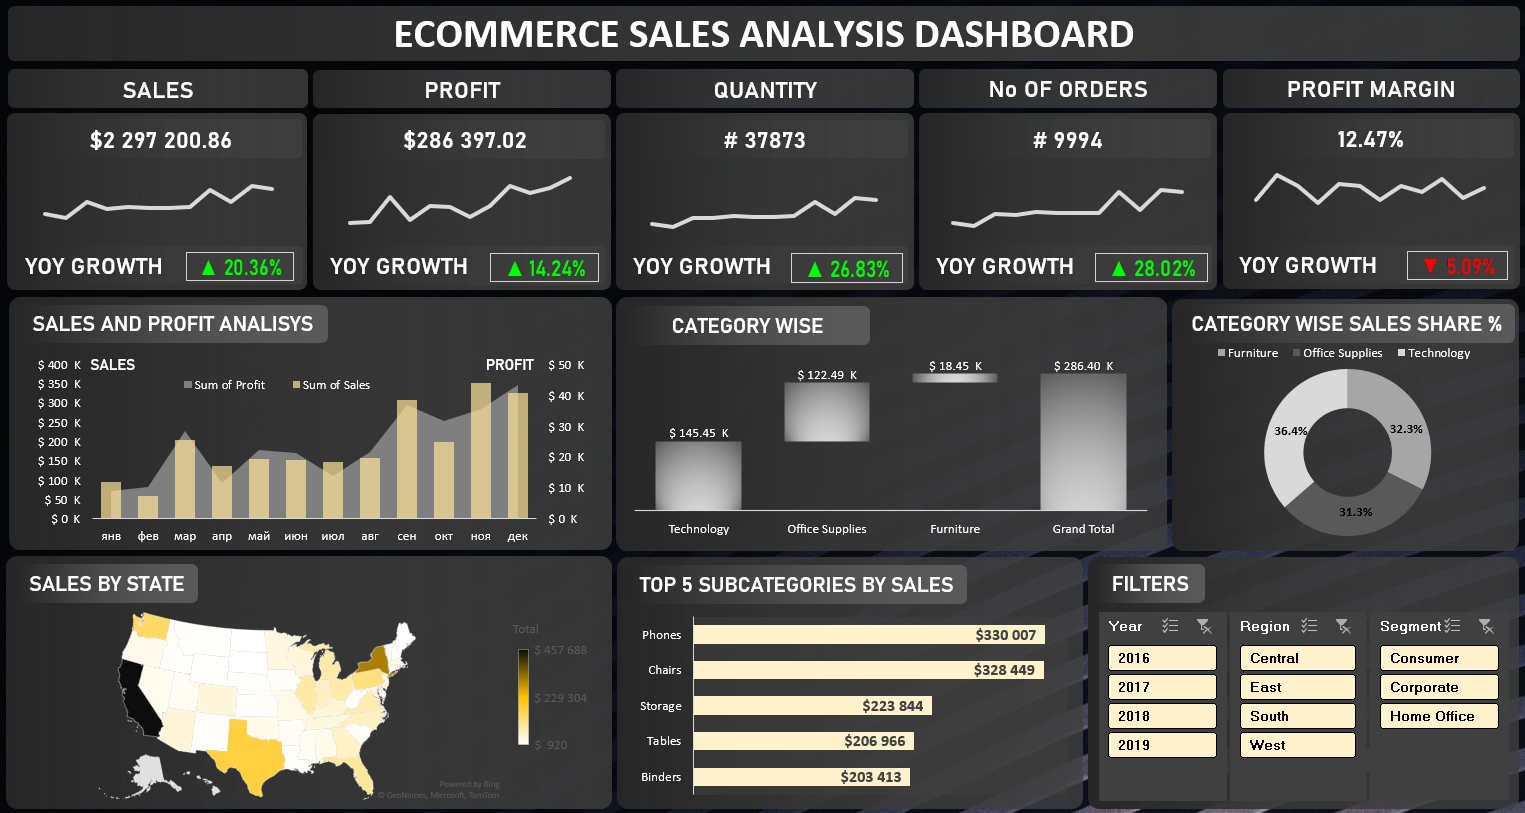 ECOMMERCE SALES ANALYSIS DASHBOARD
SALES
PROFIT
QUANTITY
No OF ORDERS
PROFIT MARGIN
$2 297 200.86
$286 397.02
# 37873
# 9994
12.47%
YOY GROWTH ▲ 20.36%
YOY GROWTH ▲ 14.24%
YOY GROWTH ▲ 26.83%
YOY GROWTH ▲ 28.02%
YOY GROWTH ▼ 5.09%
SALES AND PROFIT ANALISYS
SALES
PROFIT
Sum of Profit
Sum of Sales
$ 400 K
$ 350 K
$ 300 K
$ 250 K
$ 200 K
$ 150 K
$ 100 K
$ 50 K
$ 0 K
$ 50 K
$ 40 K
$ 30 K
$ 20 K
$ 10 K
$ 0 K
янв фев мар апр май июн июл авг сен окт ноя дек
CATEGORY WISE
$ 145.45 K
$ 122.49 K
$ 18.45 K
$ 286.40 K
Technology
Office Supplies
Furniture
Grand Total
CATEGORY WISE SALES SHARE %
Furniture
Office Supplies
Technology
36.4%
32.3%
31.3%
SALES BY STATE
Total
$ 457 688
$ 229 304
$ 920
Powered by Bing
© GeoNames, Microsoft, TomTom
TOP 5 SUBCATEGORIES BY SALES
Phones $330 007
Chairs $328 449
Storage $223 844
Tables $206 966
Binders $203 413
FILTERS
Year
2016
2017
2018
2019
Region
Central
East
South
West
Segment
Consumer
Corporate
Home Office